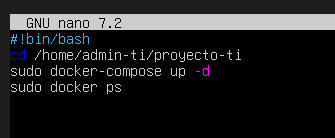 GNU nano 7.2
#!bin/bash
cd /home/admin-ti/proyecto-ti
sudo docker-compose up -d
sudo docker ps